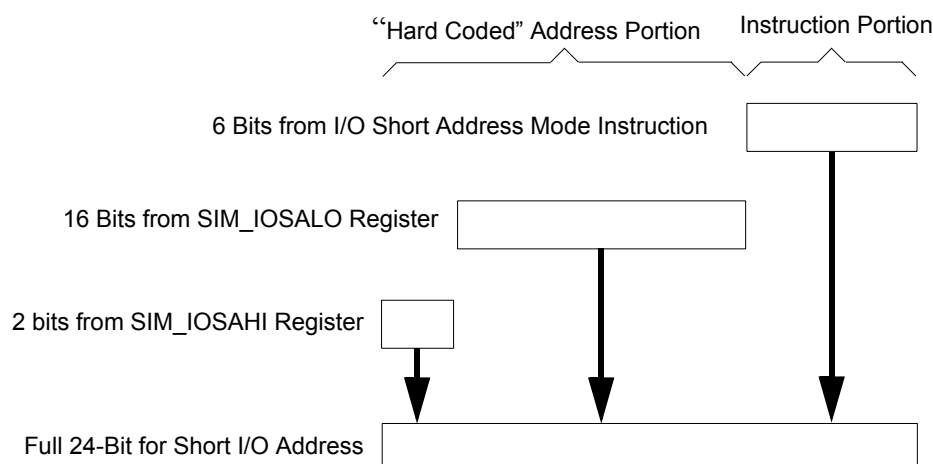 “Hard Coded” Address Portion
Instruction Portion
6 Bits from I/O Short Address Mode Instruction
16 Bits from SIM_IOSALO Register
2 bits from SIM_IOSAHI Register
Full 24-Bit for Short I/O Address